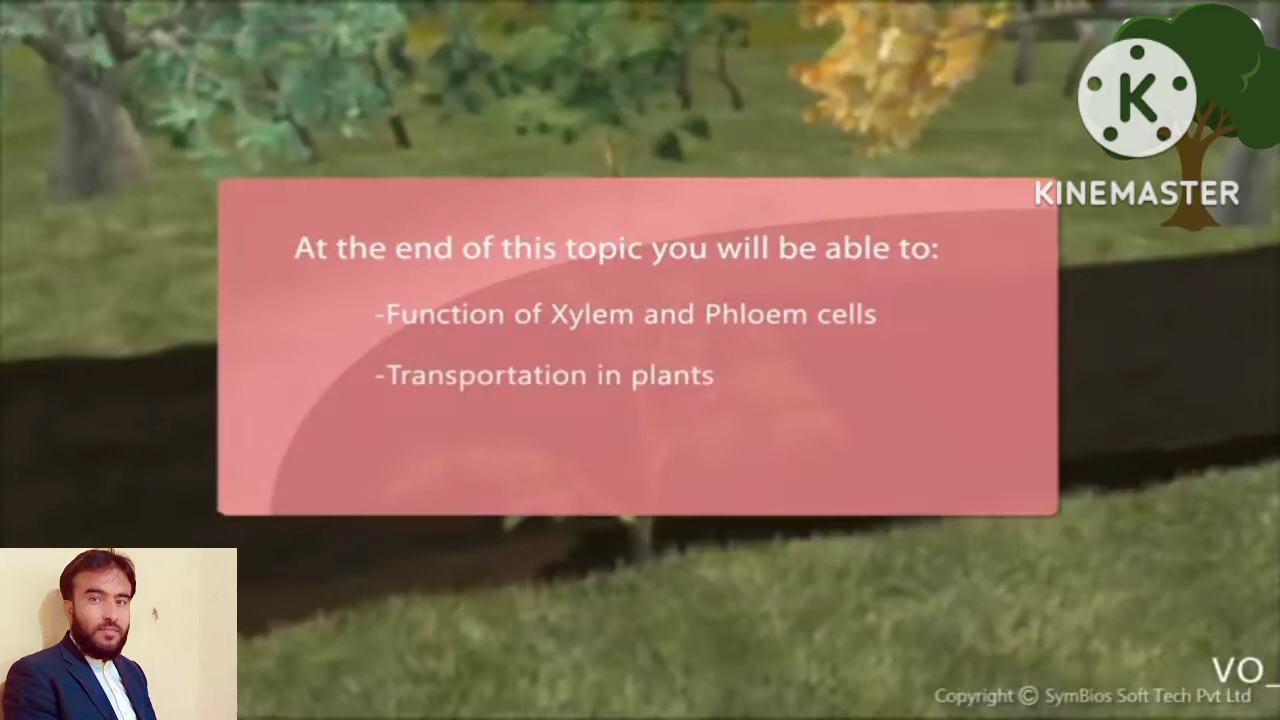 K
KINEMASTER
At the end of this topic you will be able to:
-Function of Xylem and Phloem cells
-Transportation in plants
VO_
Copyright © SymBios Soft Tech Pvt Ltd